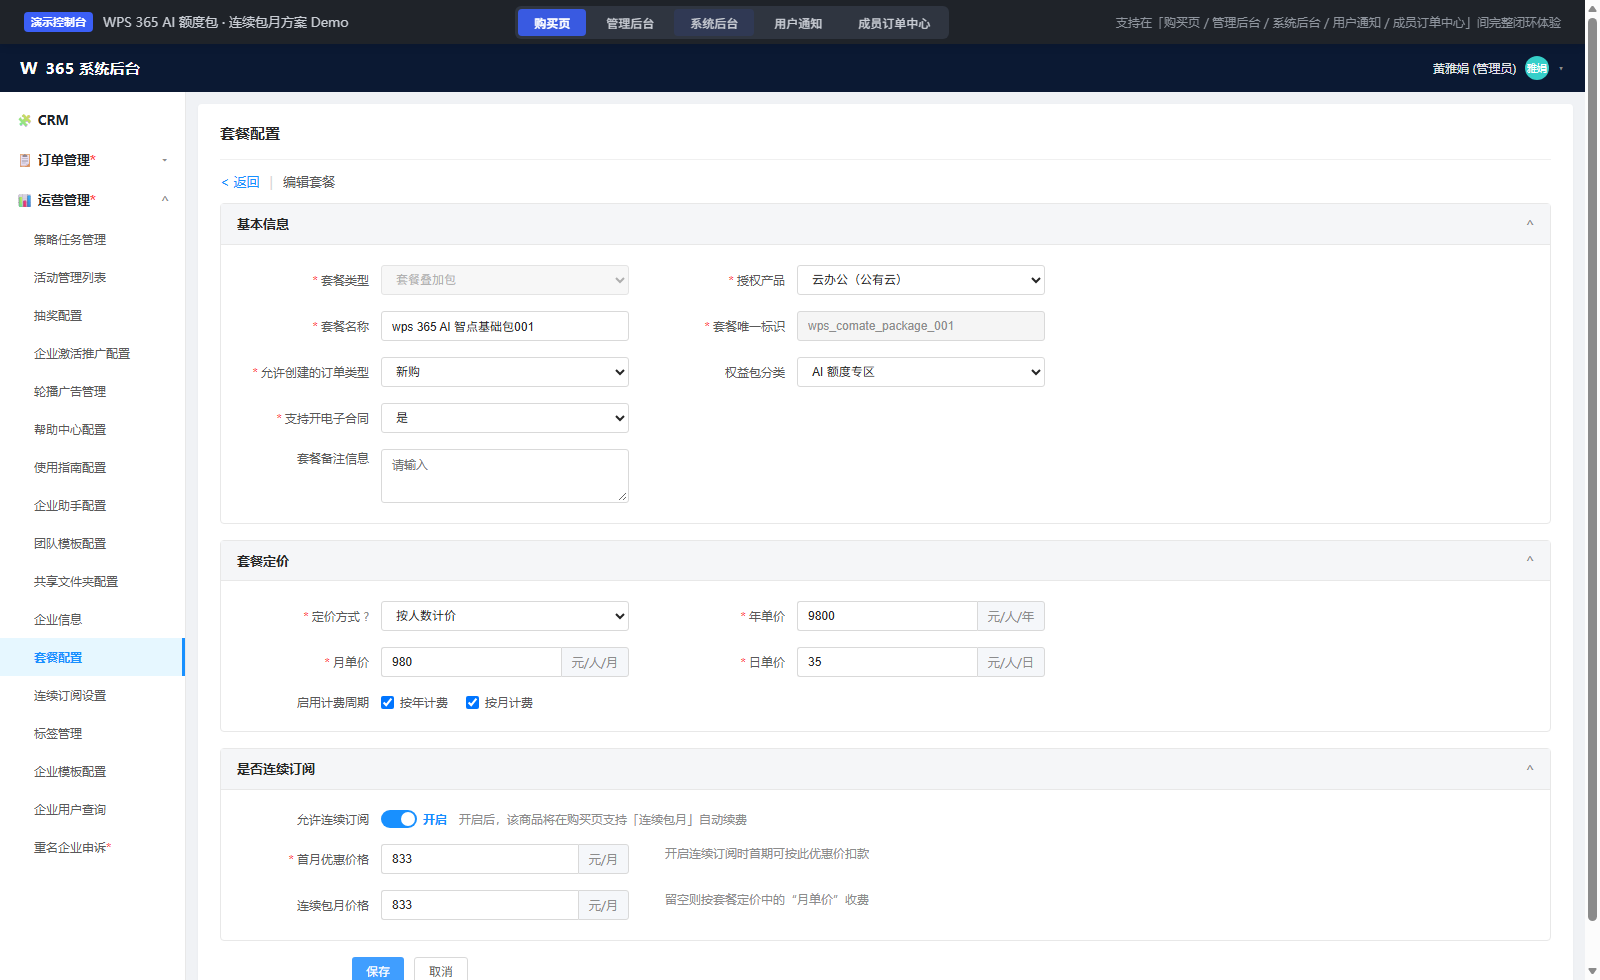 演示控制台 WPS 365 AI 额度包 · 连续包月方案 Demo 购买页 管理后台 系统后台 用户通知 成员订单中心 支持在「购买页 / 管理后台 / 系统后台 / 用户通知 / 成员订单中心」间完整闭环体验
W 365 系统后台 黄雅娟 (管理员) 雅娟
CRM
订单管理*
运营管理*
策略任务管理
活动管理列表
抽奖配置
企业激活推广配置
轮播广告管理
帮助中心配置
使用指南配置
企业助手配置
团队模板配置
共享文件夹配置
企业信息
套餐配置
连续订阅设置
标签管理
企业模板配置
企业用户查询
重名企业申诉*
套餐配置
< 返回 | 编辑套餐
基本信息
* 套餐类型 套餐叠加包 * 授权产品 云办公（公有云）
* 套餐名称 wps 365 AI 智点基础包001 * 套餐唯一标识 wps_comate_package_001
* 允许创建的订单类型 新购 权益包分类 AI 额度专区
* 支持开电子合同 是
套餐备注信息 请输入
套餐定价
* 定价方式 ? 按人数计价 * 年单价 9800 元/人/年
* 月单价 980 元/人/月 * 日单价 35 元/人/日
启用计费周期 按年计费 按月计费
是否连续订阅
允许连续订阅 开启 开启后，该商品将在购买页支持「连续包月」自动续费
* 首月优惠价格 833 元/月 开启连续订阅时首期可按此优惠价扣款
连续包月价格 833 元/月 留空则按套餐定价中的“月单价”收费
保存 取消